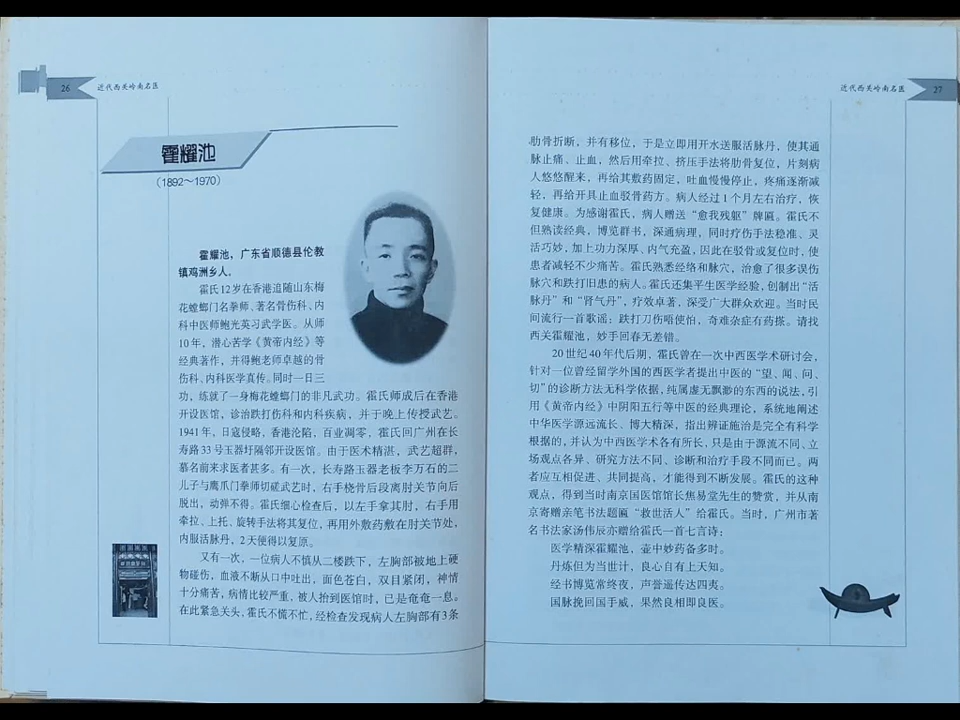 26
近代西关岭南名医
霍耀池
（1892～1970）
霍耀池，广东省顺德县伦教
镇鸡洲乡人。
霍氏12岁在香港追随山东梅
花螳螂门名拳师、著名骨伤科、内
科中医师鲍光英习武学医。从师
10年，潜心苦学《黄帝内经》等
经典著作，并得鲍老师卓越的骨
伤科、内科医学真传。同时一日三
功，练就了一身梅花螳螂门的非凡武功。霍氏师成后在香港
开设医馆，诊治跌打伤科和内科疾病，并于晚上传授武艺。
1941年，日寇侵略，香港沦陷，百业凋零，霍氏回广州在长
寿路33号玉器圩隔邻开设医馆。由于医术精湛，武艺超群，
慕名前来求医者甚多。有一次，长寿路玉器老板李万石的二
儿子与鹰爪门拳师切磋武艺时，右手桡骨后段离肘关节向后
脱出，动弹不得。霍氏细心检查后，以左手拿其肘，右手用
牵拉、上托，旋转手法将其复位，再用外敷药敷在肘关节处，
内服活脉丹，2天便得以复原。
又有一次，一位病人不慎从二楼跌下，左胸部被地上硬
物碰伤，血液不断从口中吐出，面色苍白，双目紧闭，神情
十分痛苦，病情比较严重，被人抬到医馆时，已是奄奄一息。
在此紧急关头，霍氏不慌不忙，经检查发现病人左胸部有3条
近代西关岭南名医
27
肋骨折断，并有移位，于是立即用开水送服活脉丹，使其通
脉止痛、止血，然后用牵拉、挤压手法将肋骨复位，片刻病
人悠悠醒来，再给其敷药固定，吐血慢慢停止，疼痛逐渐减
轻，再给开具止血驳骨药方。病人经过1个月左右治疗，恢
复健康。为感谢霍氏，病人赠送“愈我残躯”牌匾。霍氏不
但熟读经典，博览群书，深通病理，同时疗伤手法稳准、灵
活巧妙，加上功力深厚、内气充盈，因此在驳骨或复位时，使
患者减轻不少痛苦。霍氏熟悉经络和脉穴，治愈了很多误伤
脉穴和跌打旧患的病人。霍氏还集平生医学经验，创制出“活
脉丹”和“肾气丹”，疗效卓著，深受广大群众欢迎。当时民
间流行一首歌谣：跌打刀伤唔使怕，奇难杂症有药搽。请找
西关霍耀池，妙手回春无差错。
20世纪40年代后期，霍氏曾在一次中西医学术研讨会，
针对一位曾经留学外国的西医学者提出中医的“望、闻、问、
切”的诊断方法无科学依据，纯属虚无飘渺的东西的说法，引
用《黄帝内经》中阴阳五行等中医的经典理论，系统地阐述
中华医学源远流长、博大精深，指出辨证施治是完全有科学
根据的，并认为中西医学术各有所长，只是由于源流不同、立
场观点各异、研究方法不同、诊断和治疗手段不同而已。两
者应互相促进、共同提高，才能得到不断发展。霍氏的这种
观点，得到当时南京国医馆馆长焦易堂先生的赞赏，并从南
京寄赠亲笔书法题匾“救世活人”给霍氏。当时，广州市著
名书法家汤伟辰亦赠给霍氏一首七言诗：
医学精深霍耀池，壶中妙药备多时。
丹炼但为当世计，良心自有上天知。
经书博览常终夜，声誉遥传达四夷。
国脉挽回国手威，果然良相即良医。